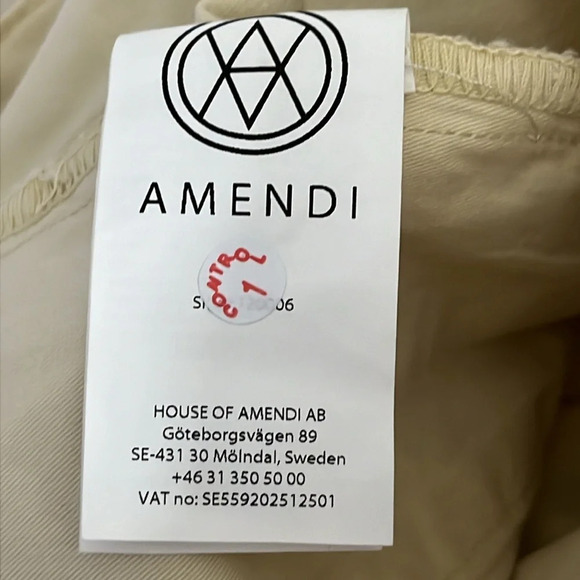 AMENDI
CONTROL
1
HOUSE OF AMENDI AB
Göteborgsvägen 89
SE-431 30 Mölndal, Sweden
+46 31 350 50 00
VAT no: SE559202512501